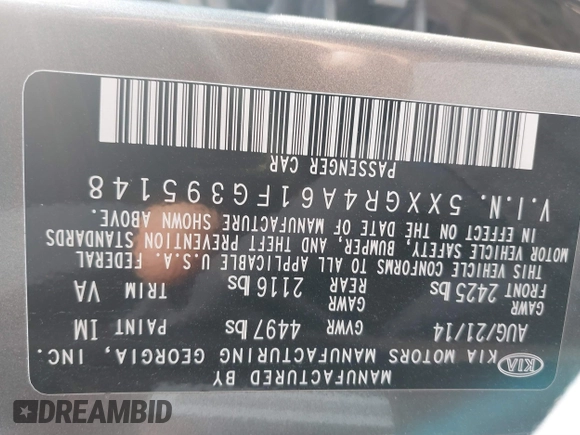 MANUFACTURED BY
KIA KIA MOTORS MANUFACTURING GEORGIA, INC.
AUG/21/14 GVWR 4497 lbs PAINT IM
GAWR FRONT 2425 lbs GAWR REAR 2116 lbs TRIM VA
THIS VEHICLE CONFORMS TO ALL APPLICABLE U.S.A. FEDERAL
MOTOR VEHICLE SAFETY, BUMPER, AND THEFT PREVENTION STANDARDS
IN EFFECT ON THE DATE OF MANUFACTURE SHOWN ABOVE.
V.I.N. 5XXGR4A61FG395148
PASSENGER CAR
DREAMBID